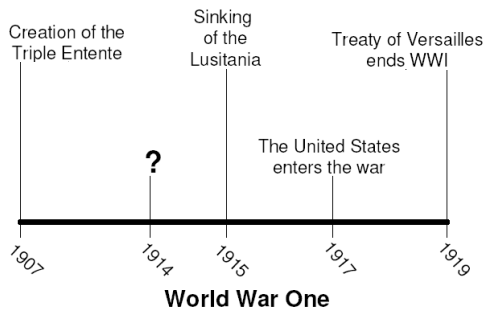 Creation of the
Triple Entente
Sinking
of the
Lusitania
Treaty of Versailles
ends WWI
?
The United States
enters the war
1907
1914
1915
1917
1919
World War One